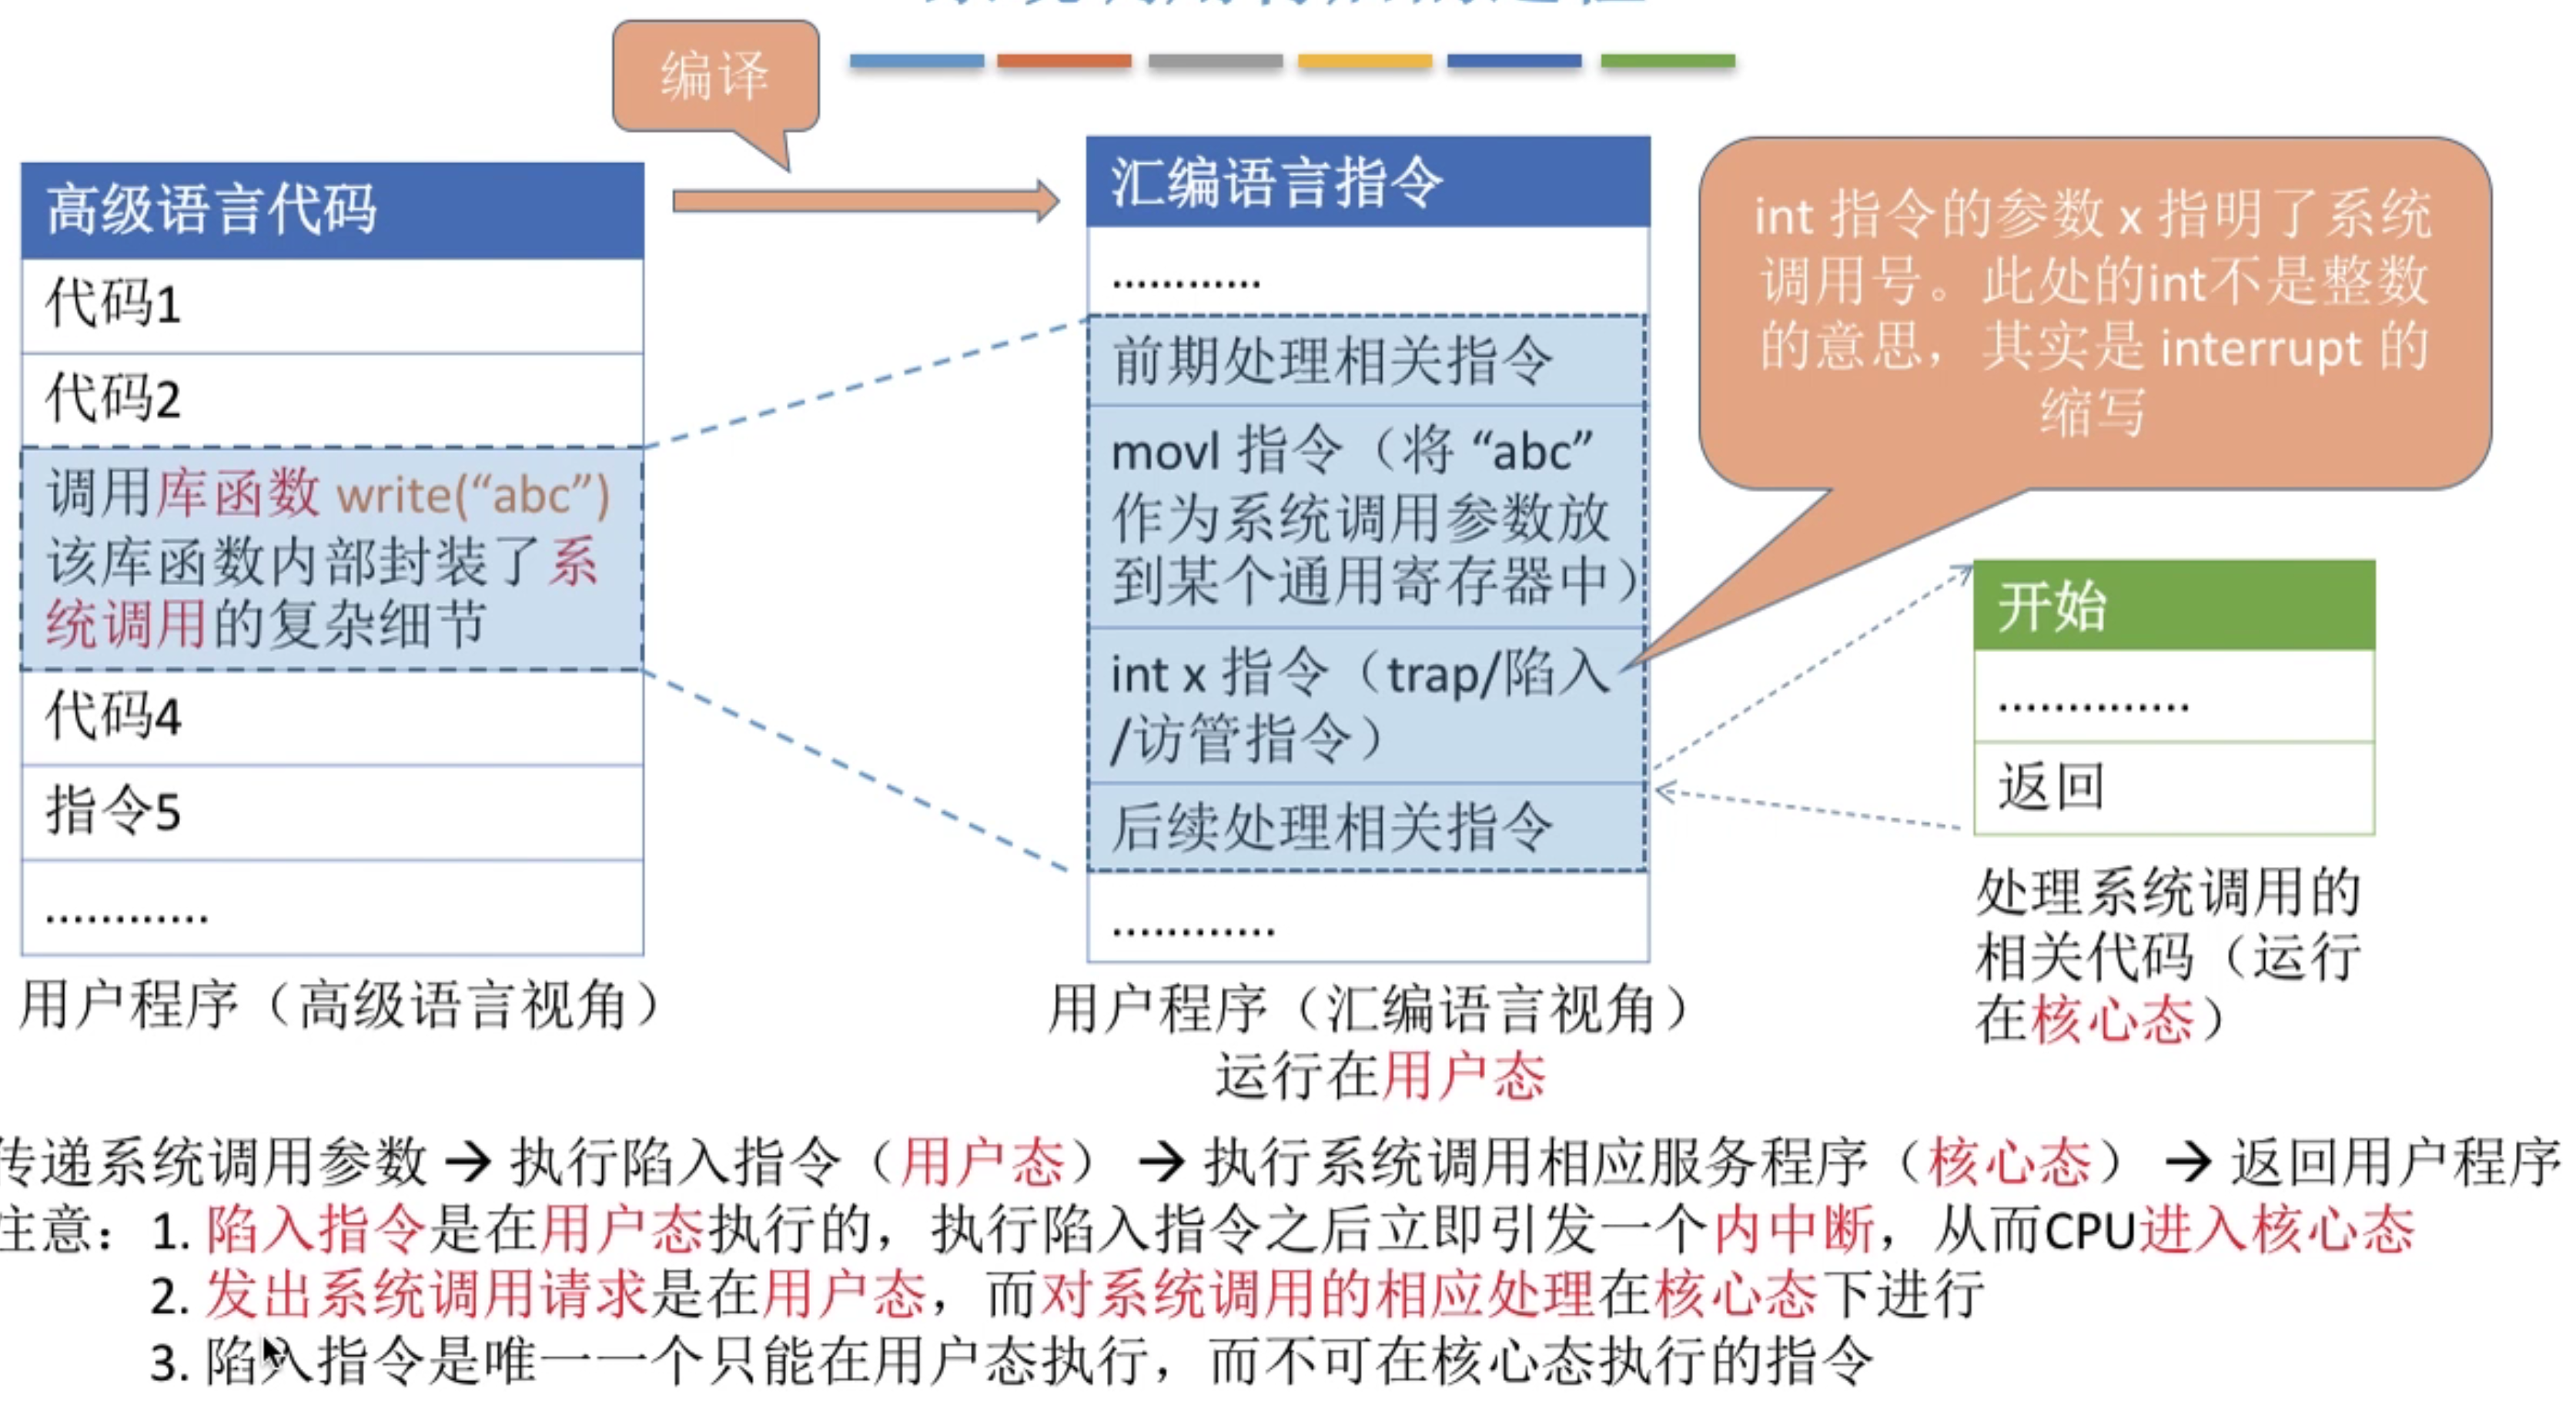 编译
高级语言代码
代码1
代码2
调用库函数 write(“abc”)
该库函数内部封装了系
统调用的复杂细节
代码4
指令5
............
用户程序（高级语言视角）
汇编语言指令
............
前期处理相关指令
movl 指令（将 “abc”
作为系统调用参数放
到某个通用寄存器中）
int x 指令（trap/陷入
/访管指令）
后续处理相关指令
............
用户程序（汇编语言视角）
运行在用户态
int 指令的参数 x 指明了系统
调用号。此处的int不是整数
的意思，其实是 interrupt 的
缩写
开始
..............
返回
处理系统调用的
相关代码（运行
在核心态）
传递系统调用参数 → 执行陷入指令（用户态） → 执行系统调用相应服务程序（核心态） → 返回用户程序
注意：1. 陷入指令是在用户态执行的，执行陷入指令之后立即引发一个内中断，从而CPU进入核心态
2. 发出系统调用请求是在用户态，而对系统调用的相应处理在核心态下进行
3. 陷入指令是唯一一个只能在用户态执行，而不可在核心态执行的指令